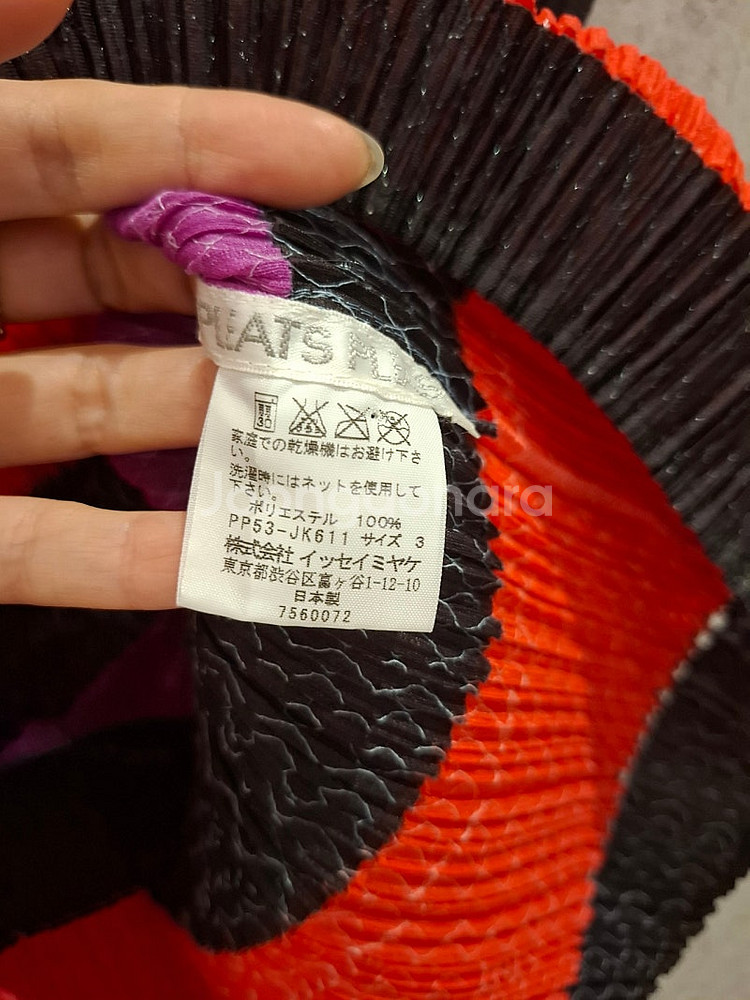 PLEATS PLEAS
30
家庭での乾燥機はお避け下さ
い。
洗濯時にはネットを使用して
下さい。
ポリエステル 100%
PP53-JK611 サイズ 3
株式会社 イッセイミヤケ
東京都渋谷区富ヶ谷1-12-10
日本製
7560072
Joongonara